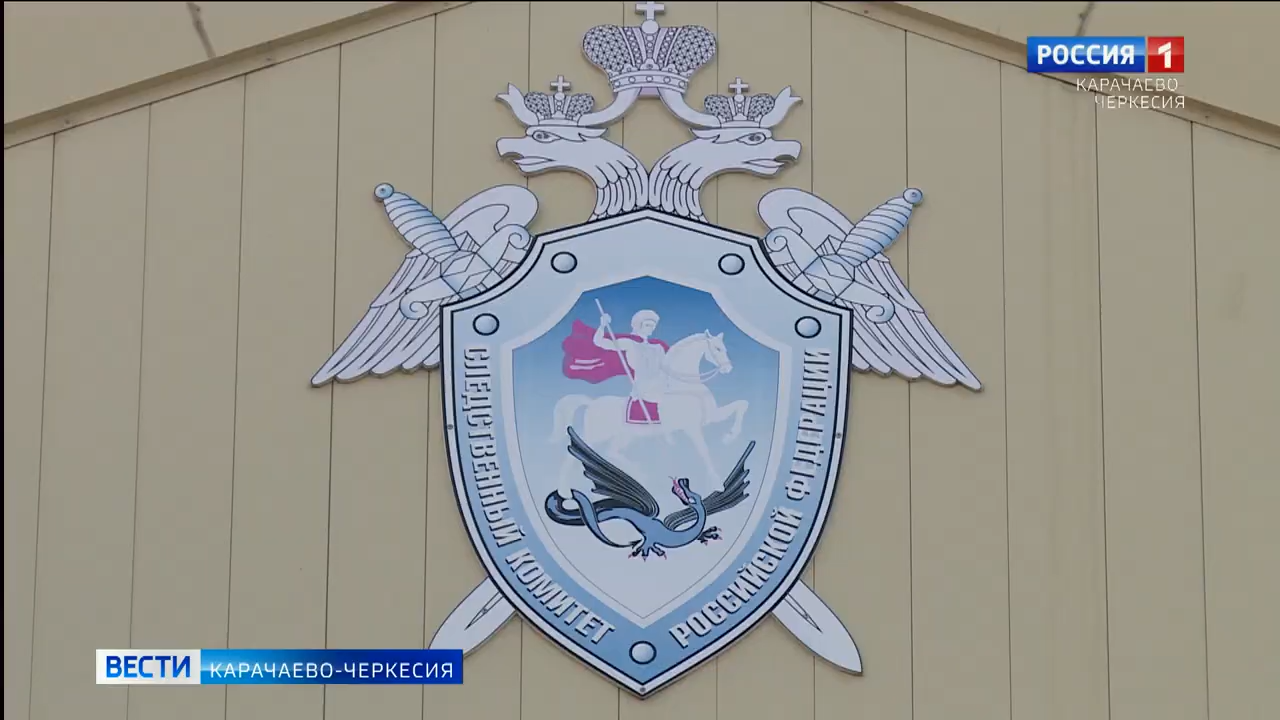 РОССИЯ 1
КАРАЧАЕВО
ЧЕРКЕСИЯ
СЛЕДСТВЕННЫЙ КОМИТЕТ
РОССИЙСКОЙ ФЕДЕРАЦИИ
ВЕСТИ КАРАЧАЕВО-ЧЕРКЕСИЯ